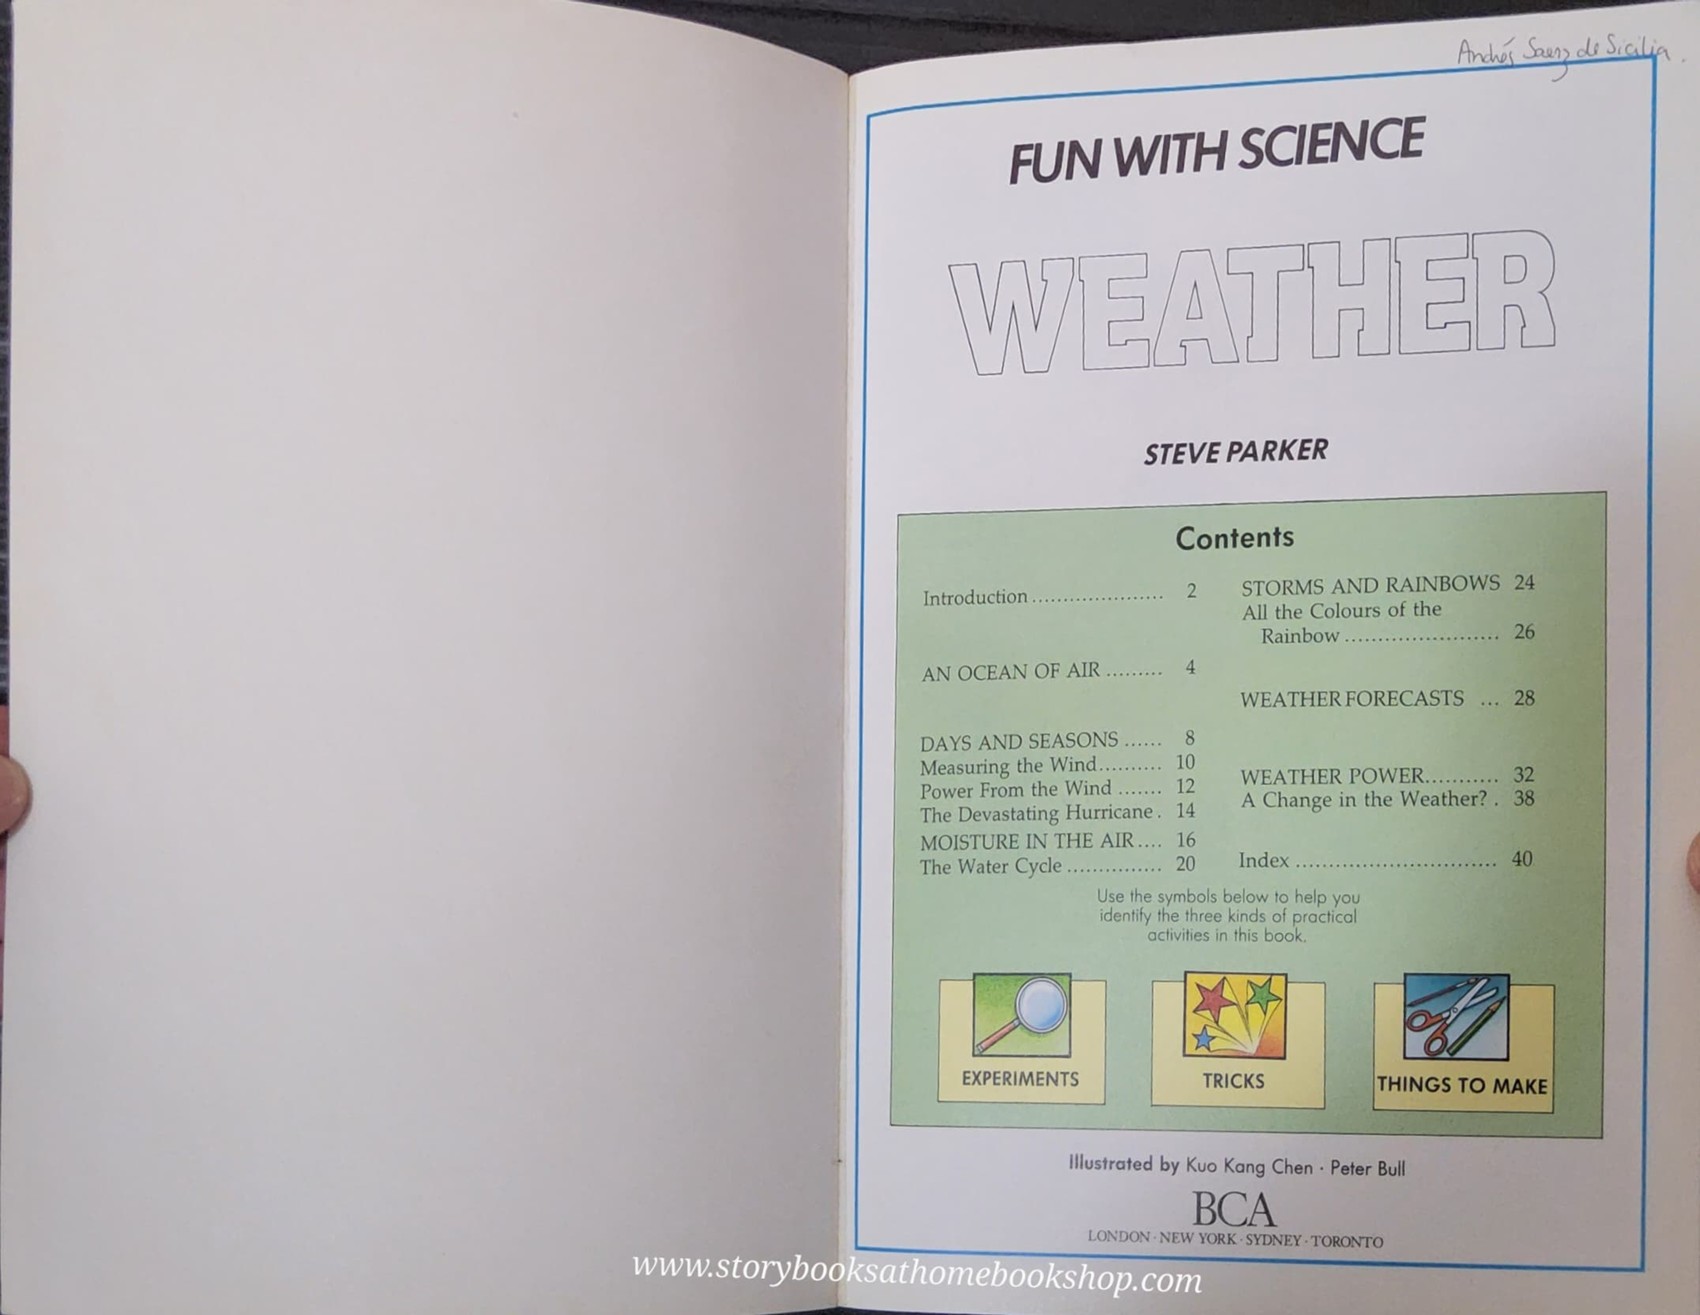 Andrés Saenz de Sicilia.
FUN WITH SCIENCE
WEATHER
STEVE PARKER
Contents
Introduction ..................... 2
AN OCEAN OF AIR ......... 4
DAYS AND SEASONS ...... 8
Measuring the Wind.......... 10
Power From the Wind ....... 12
The Devastating Hurricane . 14
MOISTURE IN THE AIR.... 16
The Water Cycle ............... 20
STORMS AND RAINBOWS 24
All the Colours of the
Rainbow ....................... 26
WEATHER FORECASTS ... 28
WEATHER POWER........... 32
A Change in the Weather? . 38
Index .............................. 40
Use the symbols below to help you
identify the three kinds of practical
activities in this book.
EXPERIMENTS
TRICKS
THINGS TO MAKE
Illustrated by Kuo Kang Chen · Peter Bull
BCA
LONDON · NEW YORK · SYDNEY · TORONTO
www.storybooksathomebookshop.com